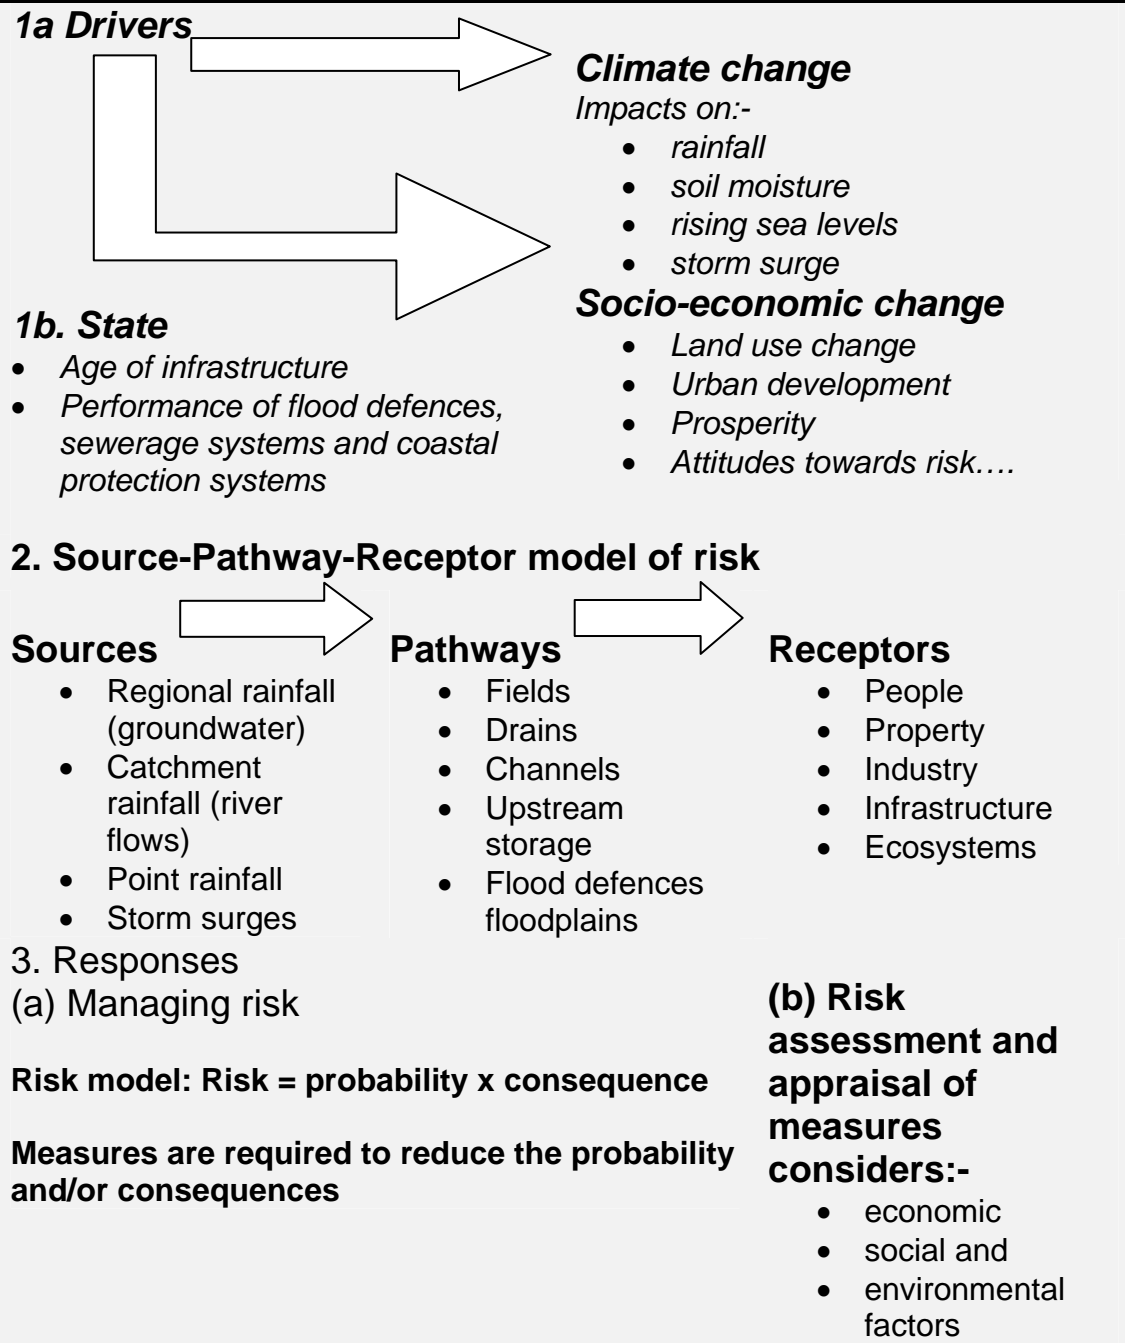 1a Drivers
Climate change
Impacts on:-
• rainfall
• soil moisture
• rising sea levels
• storm surge
Socio-economic change
• Land use change
• Urban development
• Prosperity
• Attitudes towards risk….
1b. State
• Age of infrastructure
• Performance of flood defences,
sewerage systems and coastal
protection systems
2. Source-Pathway-Receptor model of risk
Sources
• Regional rainfall
(groundwater)
• Catchment
rainfall (river
flows)
• Point rainfall
• Storm surges
Pathways
• Fields
• Drains
• Channels
• Upstream
storage
• Flood defences
floodplains
Receptors
• People
• Property
• Industry
• Infrastructure
• Ecosystems
3. Responses
(a) Managing risk
Risk model: Risk = probability x consequence
Measures are required to reduce the probability
and/or consequences
(b) Risk
assessment and
appraisal of
measures
considers:-
• economic
• social and
• environmental
factors